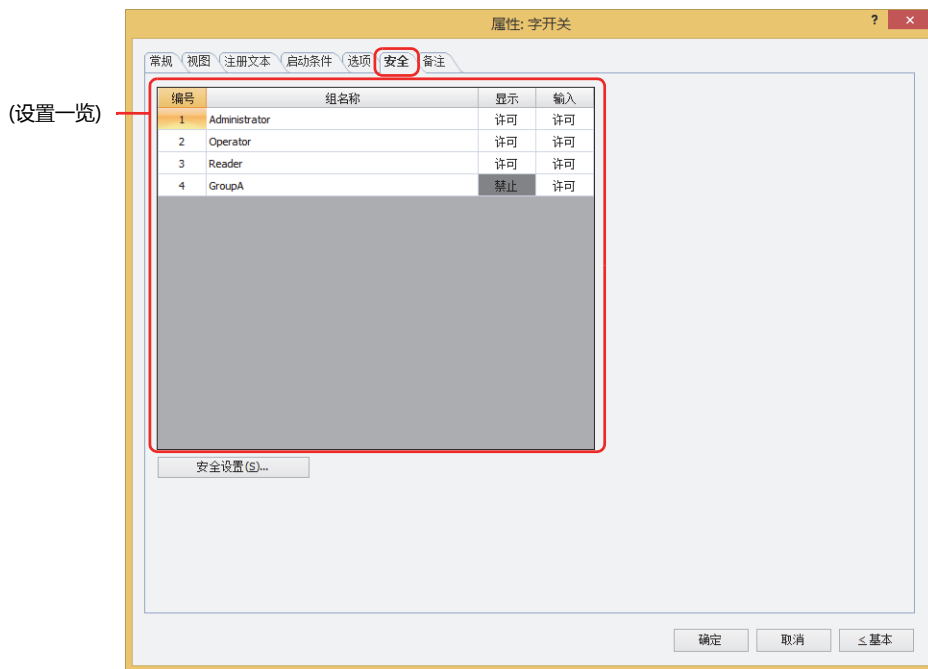 属性: 字开关
? ×
常规 视图 注册文本 启动条件 选项 安全 备注
(设置一览)
编号 组名称 显示 输入
1 Administrator 许可 许可
2 Operator 许可 许可
3 Reader 许可 许可
4 GroupA 禁止 许可
安全设置(S)...
确定 取消 ≤基本